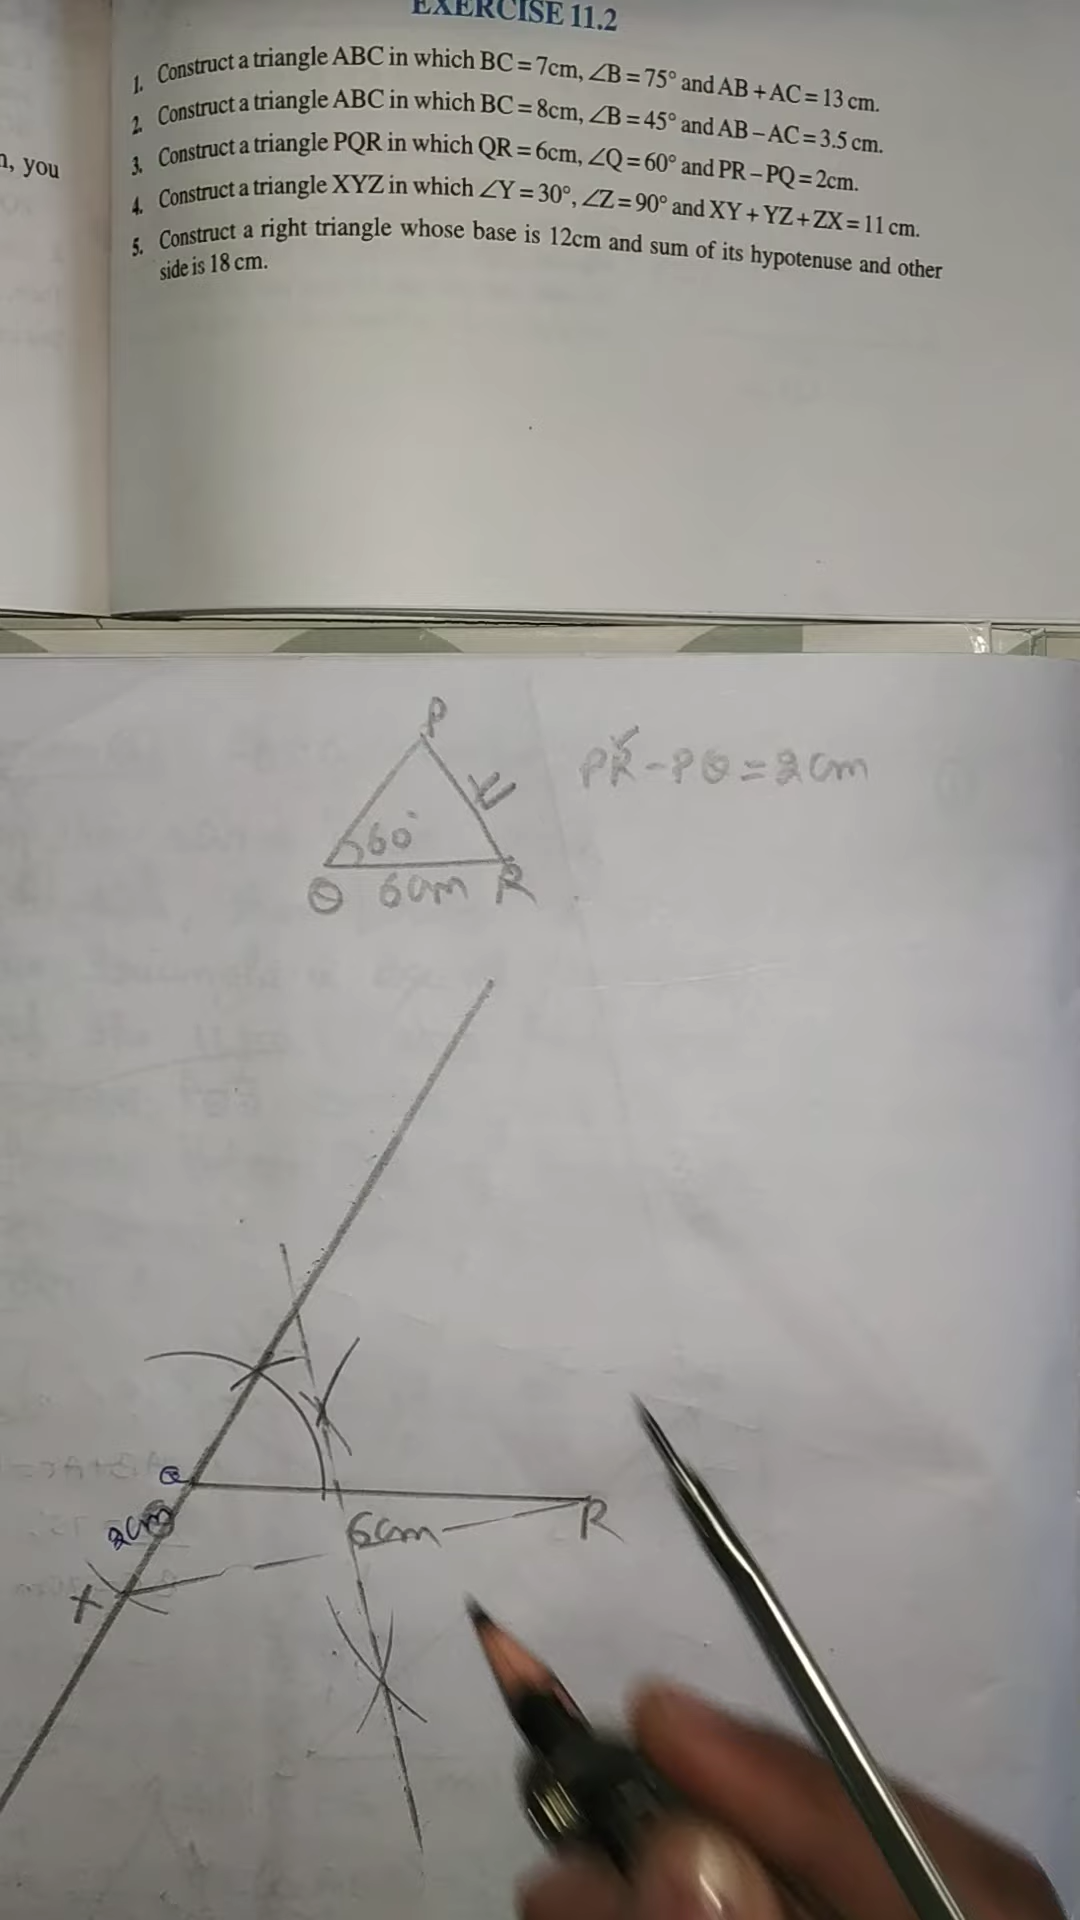 EXERCISE 11.2
1. Construct a triangle ABC in which BC = 7cm, ∠B = 75° and AB + AC = 13 cm.
2. Construct a triangle ABC in which BC = 8cm, ∠B = 45° and AB – AC = 3.5 cm.
n, you
3. Construct a triangle PQR in which QR = 6cm, ∠Q = 60° and PR – PQ = 2cm.
4. Construct a triangle XYZ in which ∠Y = 30°, ∠Z = 90° and XY + YZ + ZX = 11 cm.
5. Construct a right triangle whose base is 12cm and sum of its hypotenuse and other
side is 18 cm.
P
PR - PQ = 2cm
60°
Q 6cm R
Q
2cm
6cm
R
X